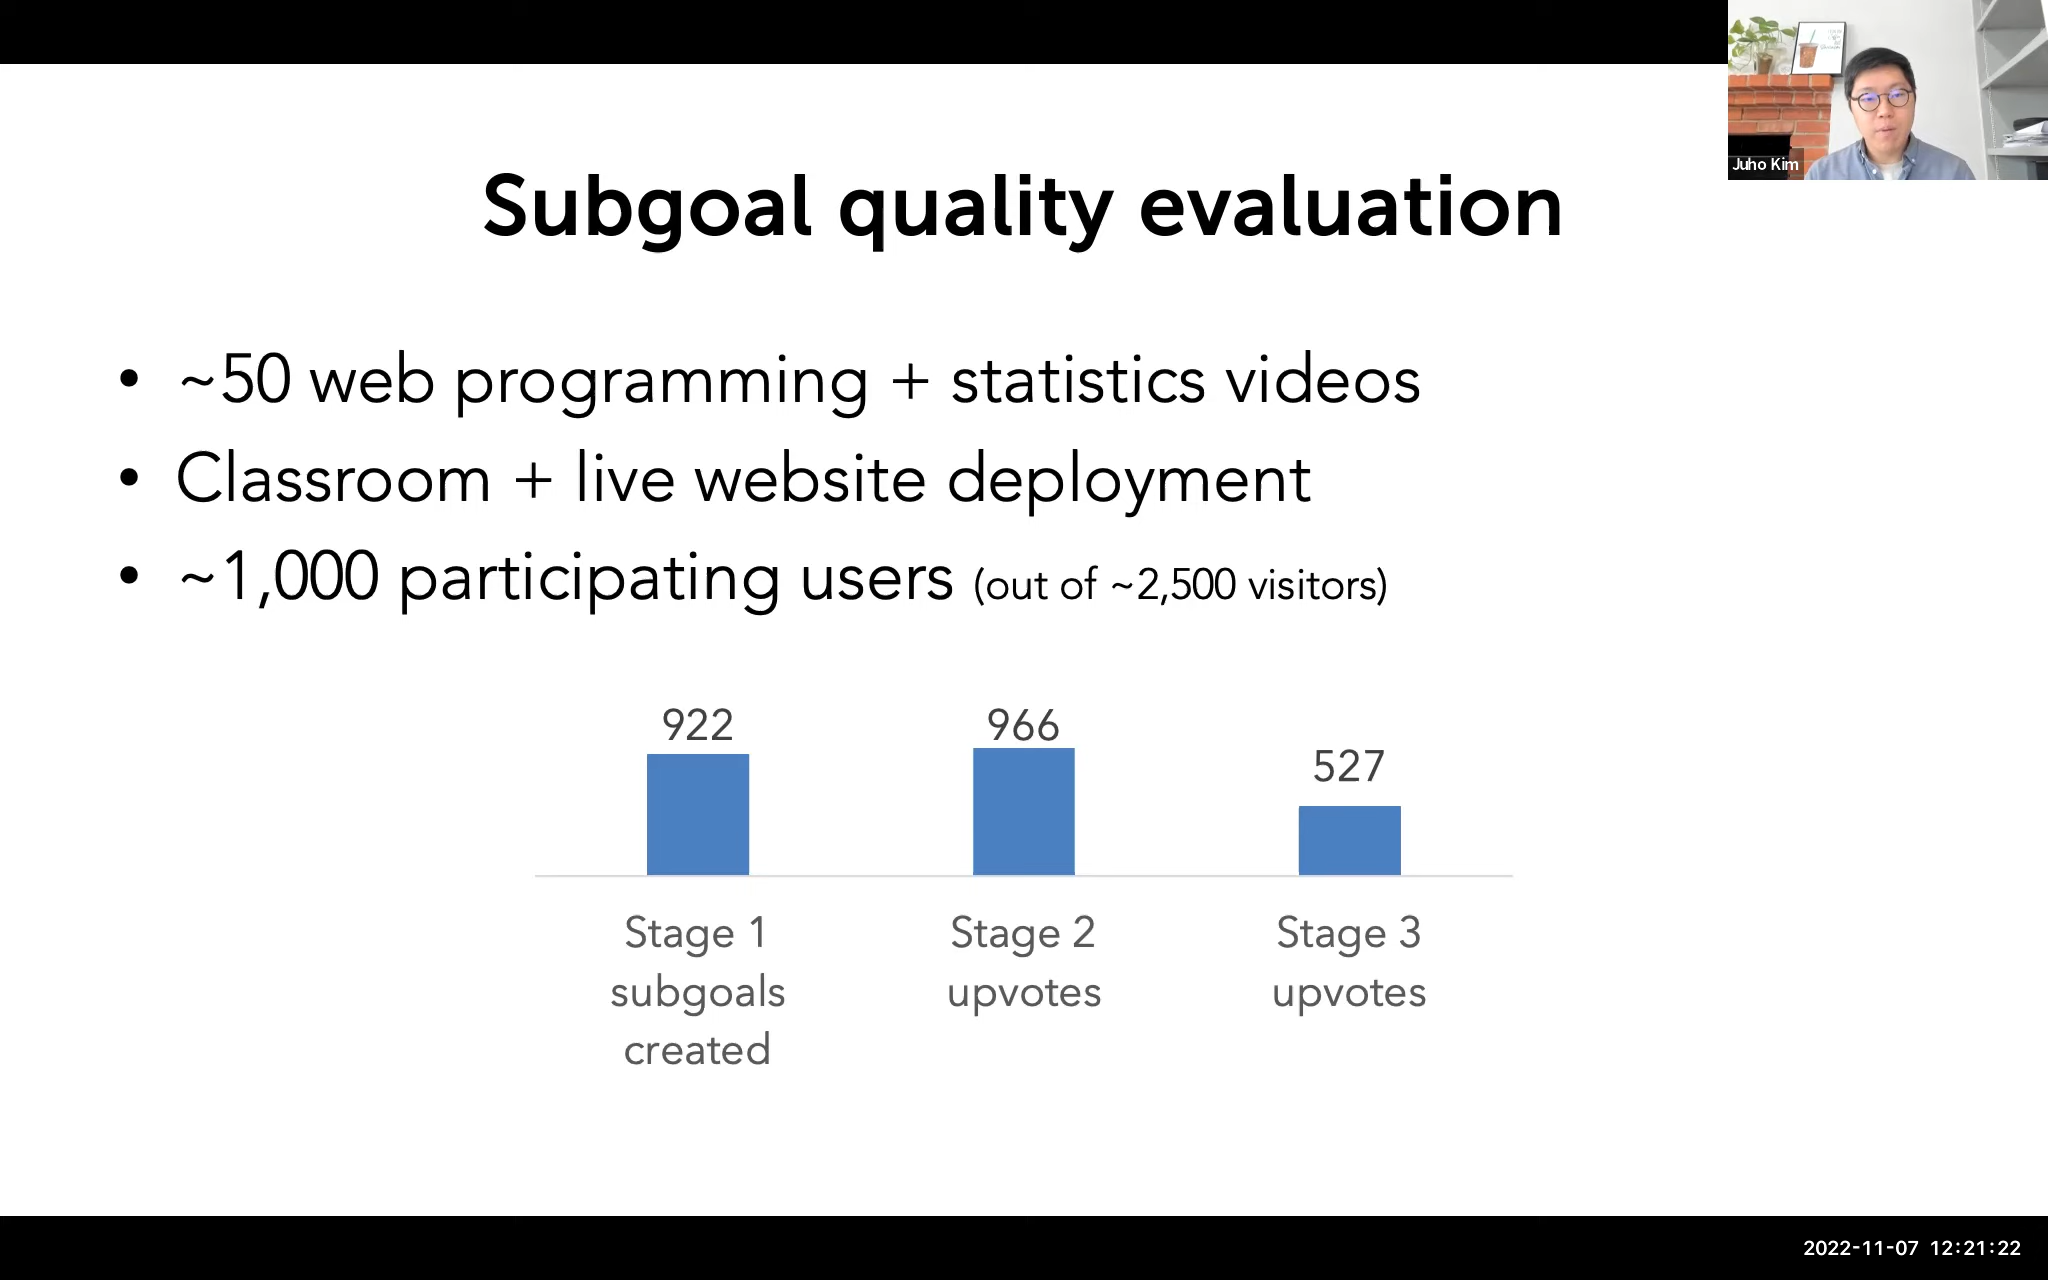 Juho Kim
Subgoal quality evaluation
• ~50 web programming + statistics videos
• Classroom + live website deployment
• ~1,000 participating users (out of ~2,500 visitors)
922
966
527
Stage 1
subgoals
created
Stage 2
upvotes
Stage 3
upvotes
2022-11-07 12:21:22